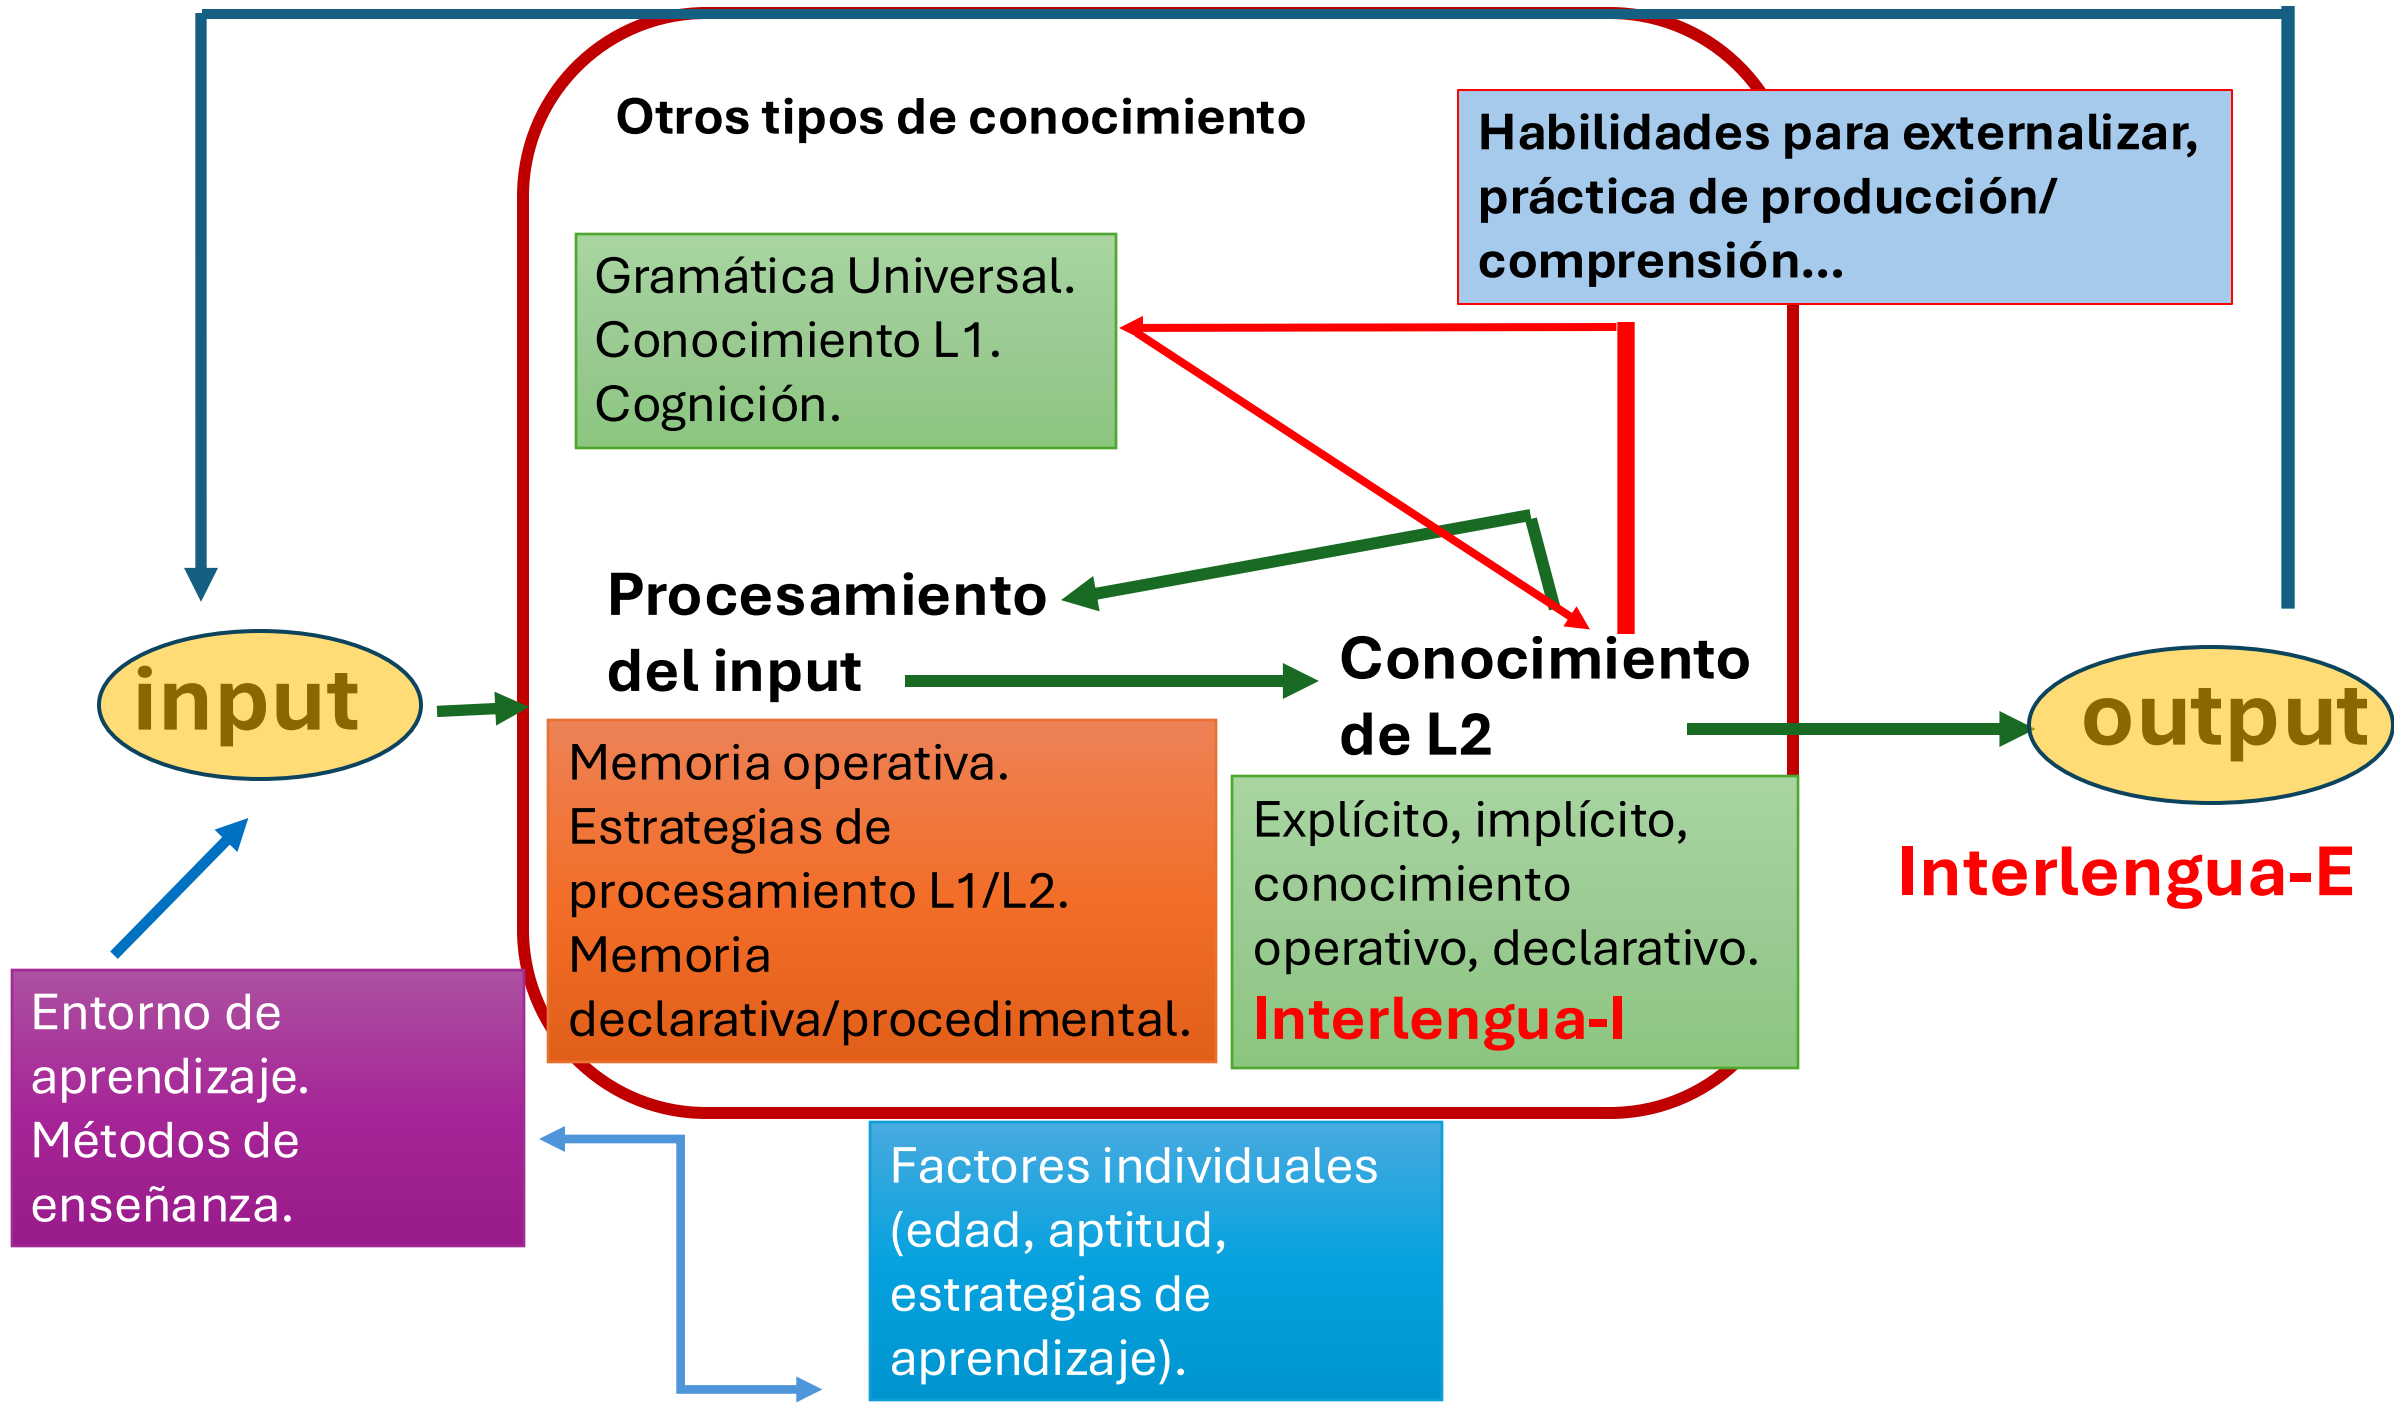 Otros tipos de conocimiento
Habilidades para externalizar,
práctica de producción/
comprensión...
Gramática Universal.
Conocimiento L1.
Cognición.
Procesamiento
del input
Conocimiento
de L2
input
output
Memoria operativa.
Estrategias de
procesamiento L1/L2.
Memoria
declarativa/procedimental.
Explícito, implícito,
conocimiento
operativo, declarativo.
Interlengua-I
Interlengua-E
Entorno de
aprendizaje.
Métodos de
enseñanza.
Factores individuales
(edad, aptitud,
estrategias de
aprendizaje).